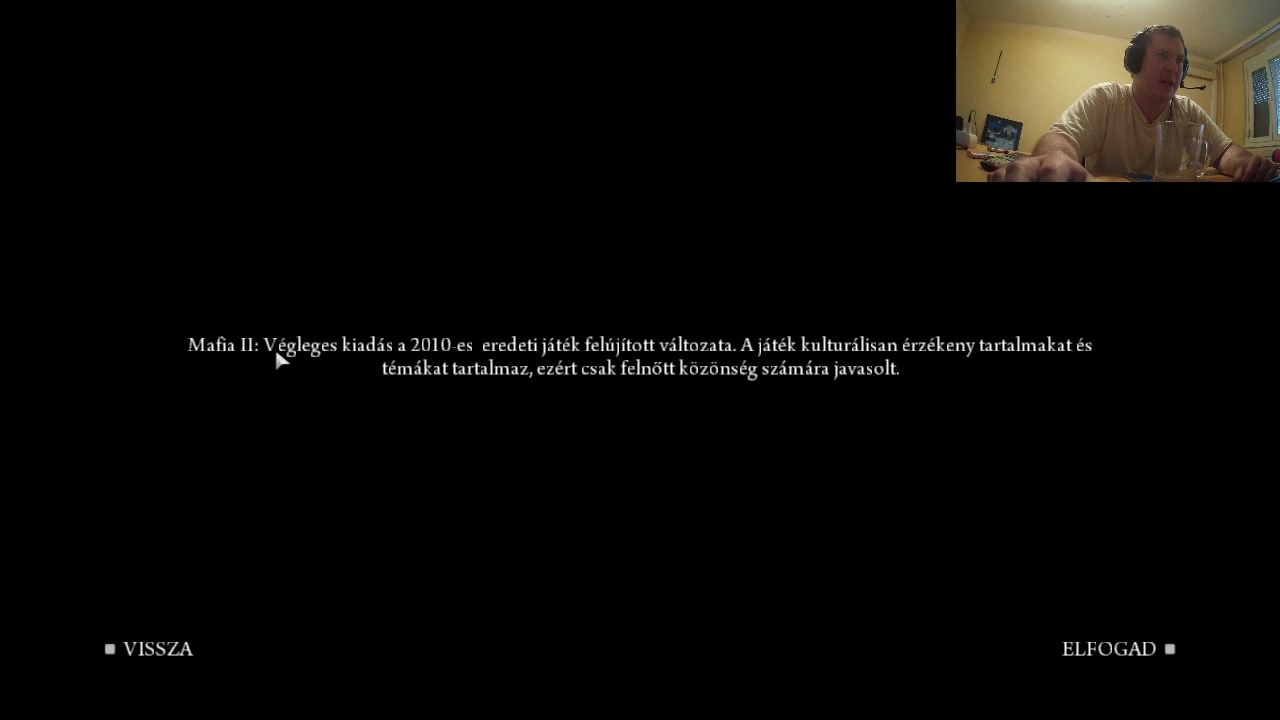 Mafia II: Végleges kiadás a 2010-es  eredeti játék felújított változata. A játék kulturálisan érzékeny tartalmakat és
témákat tartalmaz, ezért csak felnőtt közönség számára javasolt.
VISSZA
ELFOGAD